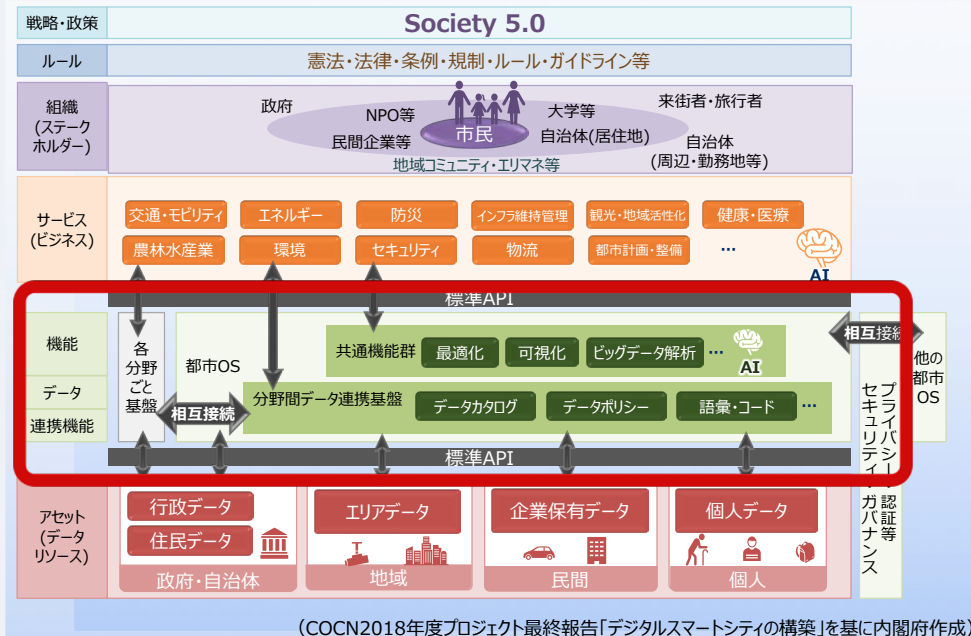 戦略・政策
Society 5.0
ルール
憲法・法律・条例・規制・ルール・ガイドライン等
組織
(ステーク
ホルダー)
政府
NPO等
民間企業等
市民
大学等
自治体(居住地)
来街者・旅行者
自治体
(周辺・勤務地等)
地域コミュニティ・エリマネ等
サービス
(ビジネス)
交通・モビリティ
エネルギー
防災
インフラ維持管理
観光・地域活性化
健康・医療
農林水産業
環境
セキュリティ
物流
都市計画・整備
…
AI
標準API
機能
データ
連携機能
各分野ごと基盤
都市OS
共通機能群
最適化
可視化
ビッグデータ解析
…
AI
相互接続
分野間データ連携基盤
データカタログ
データポリシー
語彙・コード
…
相互接続
他の
都市
OS
標準API
プライバシー・認証等
セキュリティ・ガバナンス
アセット
(データ
リソース)
行政データ
住民データ
政府・自治体
エリアデータ
地域
企業保有データ
民間
個人データ
個人
(COCN2018年度プロジェクト最終報告「デジタルスマートシティの構築」を基に内閣府作成)